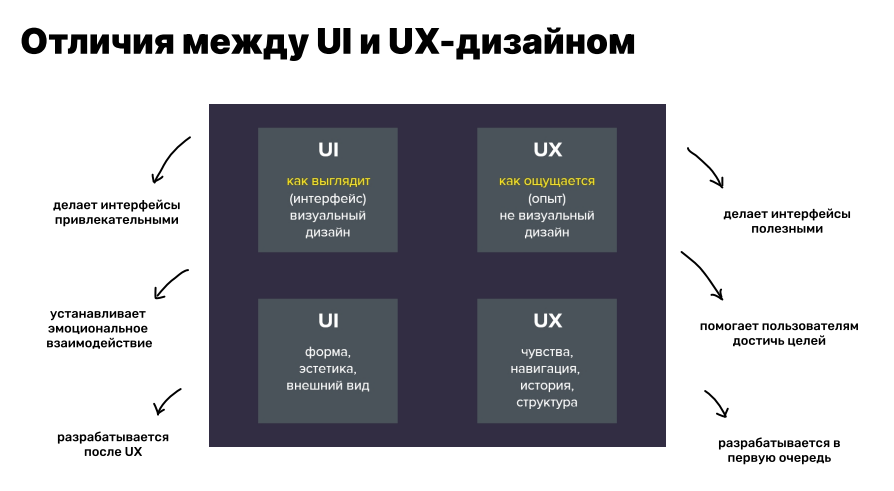 Отличия между UI и UX-дизайном
UI
как выглядит
(интерфейс)
визуальный
дизайн
UX
как ощущается
(опыт)
не визуальный
дизайн
UI
форма,
эстетика,
внешний вид
UX
чувства,
навигация,
история,
структура
делает интерфейсы
привлекательными
устанавливает
эмоциональное
взаимодействие
разрабатывается
после UX
делает интерфейсы
полезными
помогает пользователям
достичь целей
разрабатывается в
первую очередь